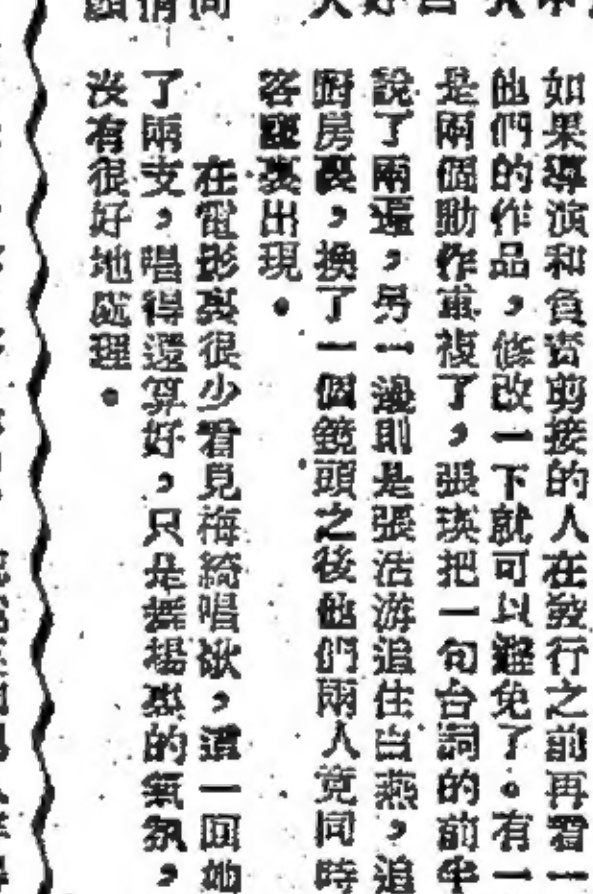 如果導演和負責剪接的人在發行之前再看一
他們的作品，修改一下就可以避免了。有一
是兩個動作重複了，張瑛把一句台詞的前半
說了兩遍，另一邊則是張活游追住白燕，追
廚房裏，換了一個鏡頭之後他們兩人竟同時
客廳裏出現。
在電影裏很少看見梅綺唱歌，這一回她
了兩支，唱得還算好，只是舞場裏的氣氛，
沒有很好地處理。